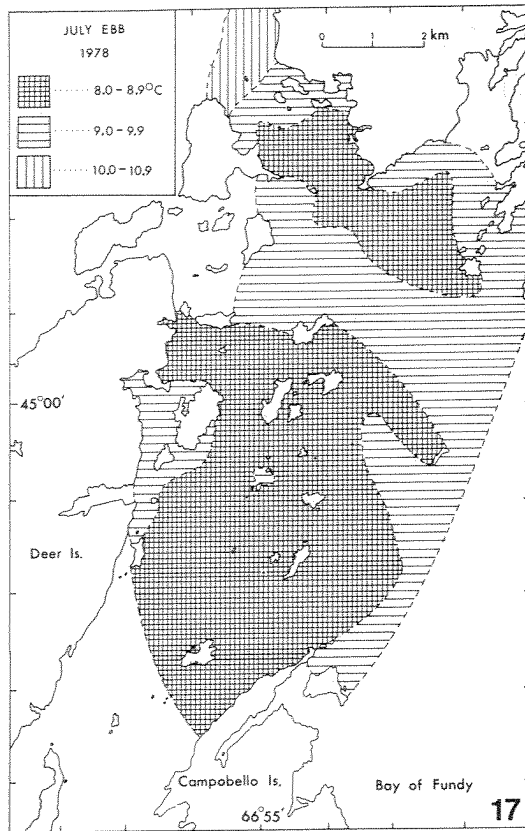 JULY EBB
1978
8.0-8.9°C
9.0-9.9
10.0-10.9
0 1 2 km
45°00'
Deer Is.
Campobello Is.
Bay of Fundy
66°55'
17